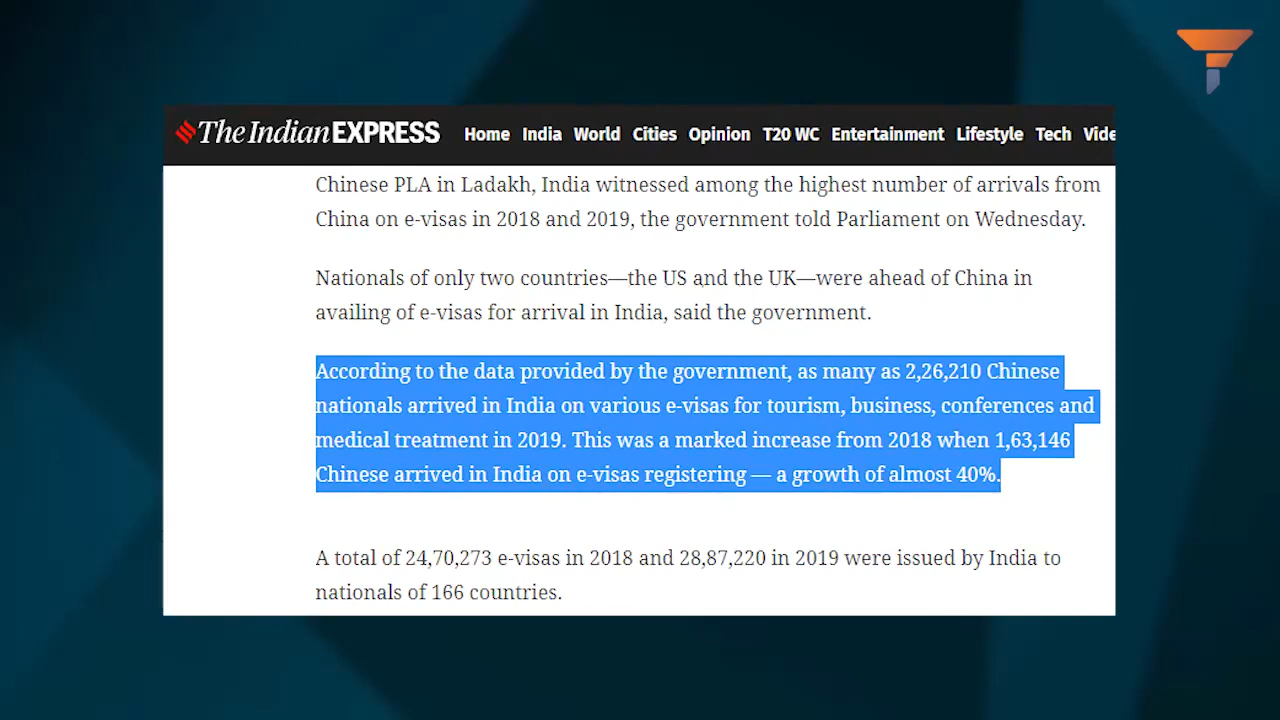 The Indian EXPRESS Home India World Cities Opinion T20 WC Entertainment Lifestyle Tech Vide
Chinese PLA in Ladakh, India witnessed among the highest number of arrivals from
China on e-visas in 2018 and 2019, the government told Parliament on Wednesday.
Nationals of only two countries—the US and the UK—were ahead of China in
availing of e-visas for arrival in India, said the government.
According to the data provided by the government, as many as 2,26,210 Chinese
nationals arrived in India on various e-visas for tourism, business, conferences and
medical treatment in 2019. This was a marked increase from 2018 when 1,63,146
Chinese arrived in India on e-visas registering — a growth of almost 40%.
A total of 24,70,273 e-visas in 2018 and 28,87,220 in 2019 were issued by India to
nationals of 166 countries.